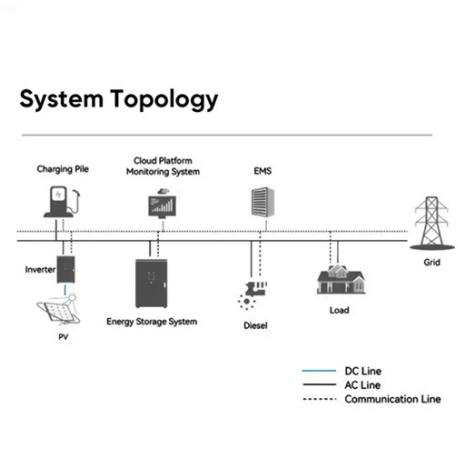 System Topology
Charging Pile
Cloud Platform
Monitoring System
EMS
Grid
Inverter
PV
Energy Storage System
Diesel
Load
DC Line
AC Line
Communication Line